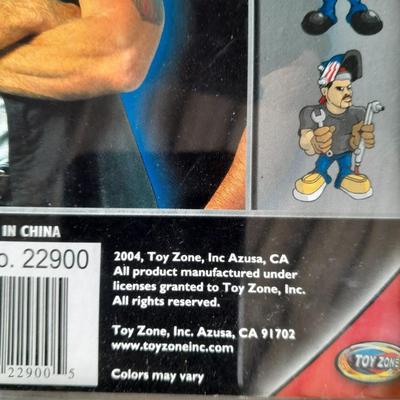 IN CHINA
o. 22900
22900 5
2004, Toy Zone, Inc Azusa, CA
All product manufactured under
licenses granted to Toy Zone, Inc.
All rights reserved.
Toy Zone, Inc. Azusa, CA 91702
www.toyzoneinc.com
Colors may vary
TOY ZONE